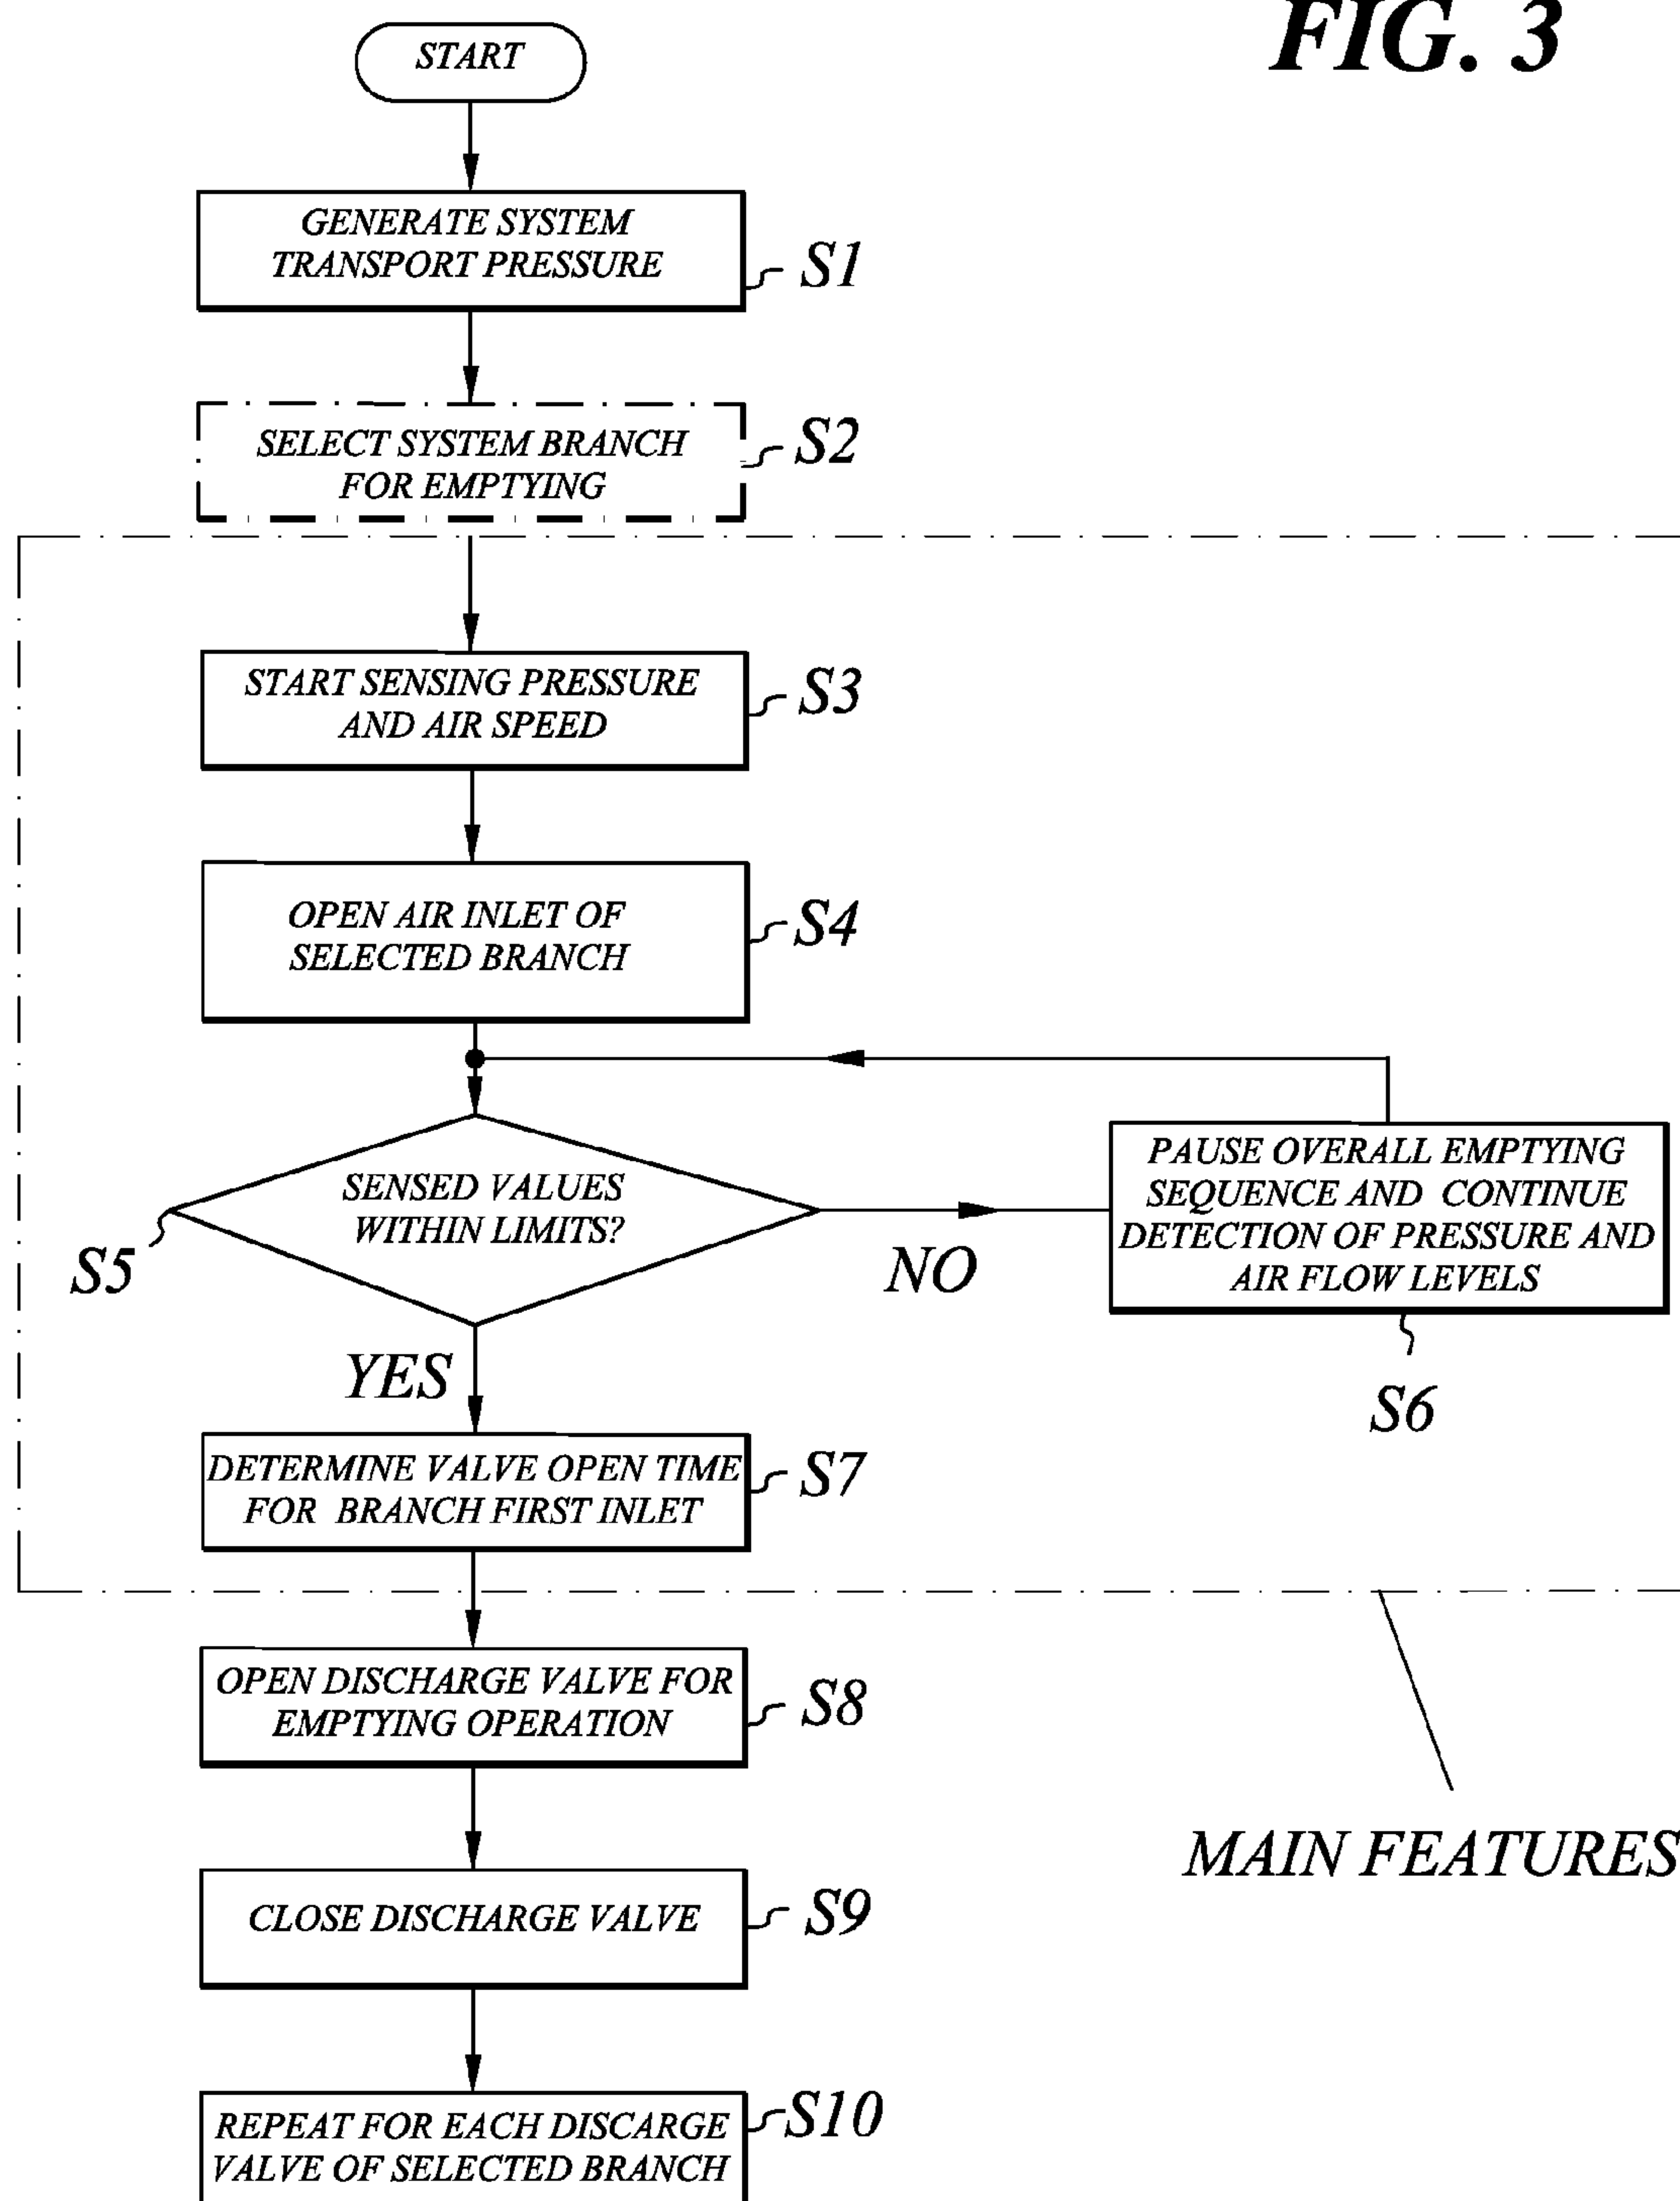 FIG. 3
START
GENERATE SYSTEM
TRANSPORT PRESSURE
S1
SELECT SYSTEM BRANCH
FOR EMPTYING
S2
START SENSING PRESSURE
AND AIR SPEED
S3
OPEN AIR INLET OF
SELECTED BRANCH
S4
SENSED VALUES
WITHIN LIMITS?
S5
NO
PAUSE OVERALL EMPTYING
SEQUENCE AND CONTINUE
DETECTION OF PRESSURE AND
AIR FLOW LEVELS
S6
YES
DETERMINE VALVE OPEN TIME
FOR BRANCH FIRST INLET
S7
OPEN DISCHARGE VALVE FOR
EMPTYING OPERATION
S8
MAIN FEATURES
CLOSE DISCHARGE VALVE
S9
REPEAT FOR EACH DISCARGE
VALVE OF SELECTED BRANCH
S10